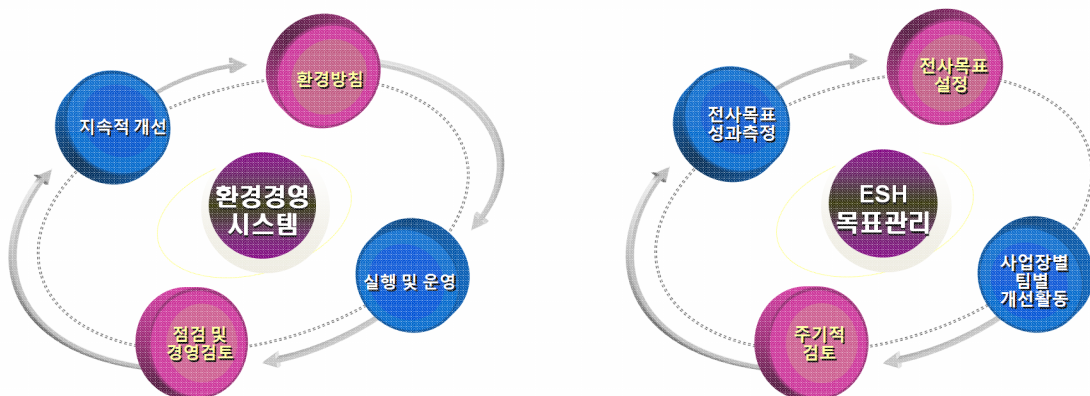 환경방침
지속적 개선
환경경영
시스템
실행 및 운영
점검 및
경영검토
전사목표
설정
전사목표
성과측정
ESH
목표관리
사업장별
팀별
개선활동
주기적
검토